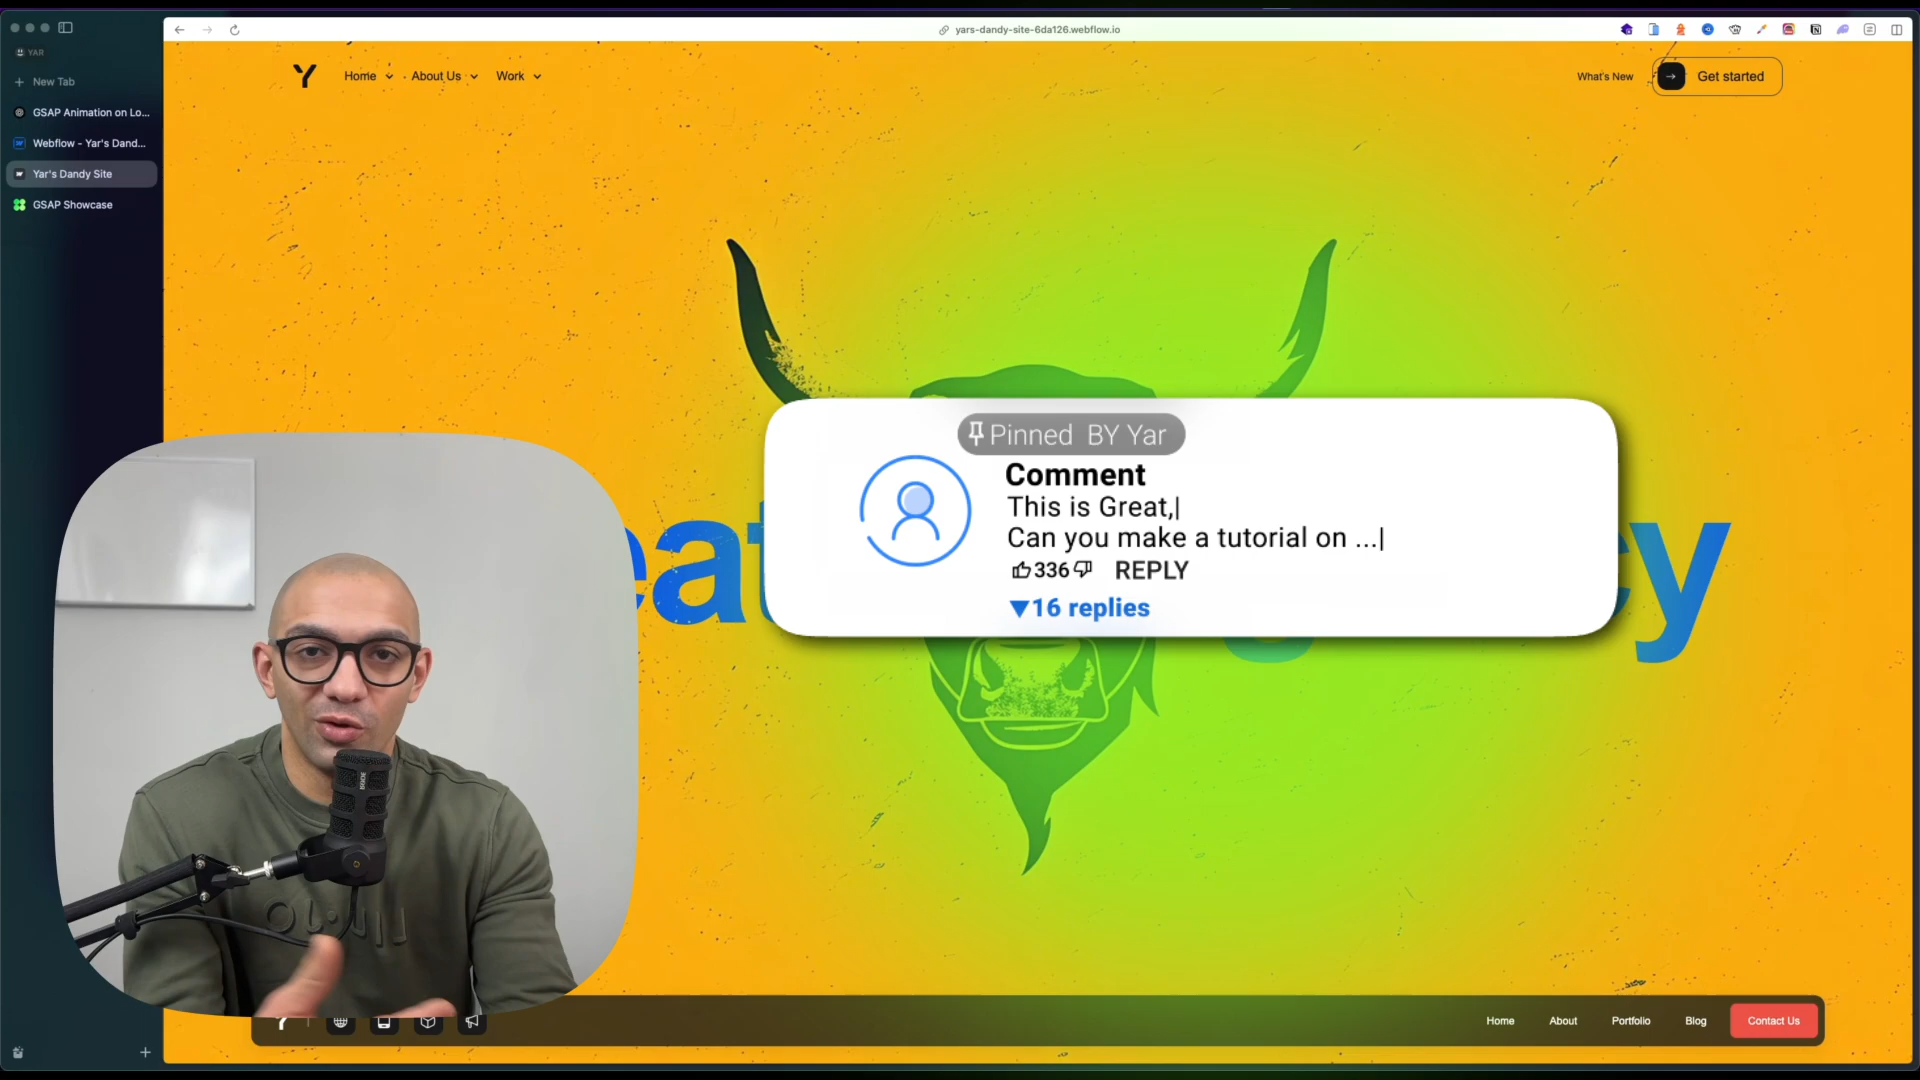 yars-dandy-site-6da126.webflow.io
YAR
New Tab
GSAP Animation on Lo...
Webflow - Yar's Dand...
Yar's Dandy Site
GSAP Showcase
Y
Home
About Us
Work
What's New
Get started
Pinned BY Yar
Comment
This is Great,|
Can you make a tutorial on ...|
336
REPLY
16 replies
eat
cy
Home
About
Portfolio
Blog
Contact Us